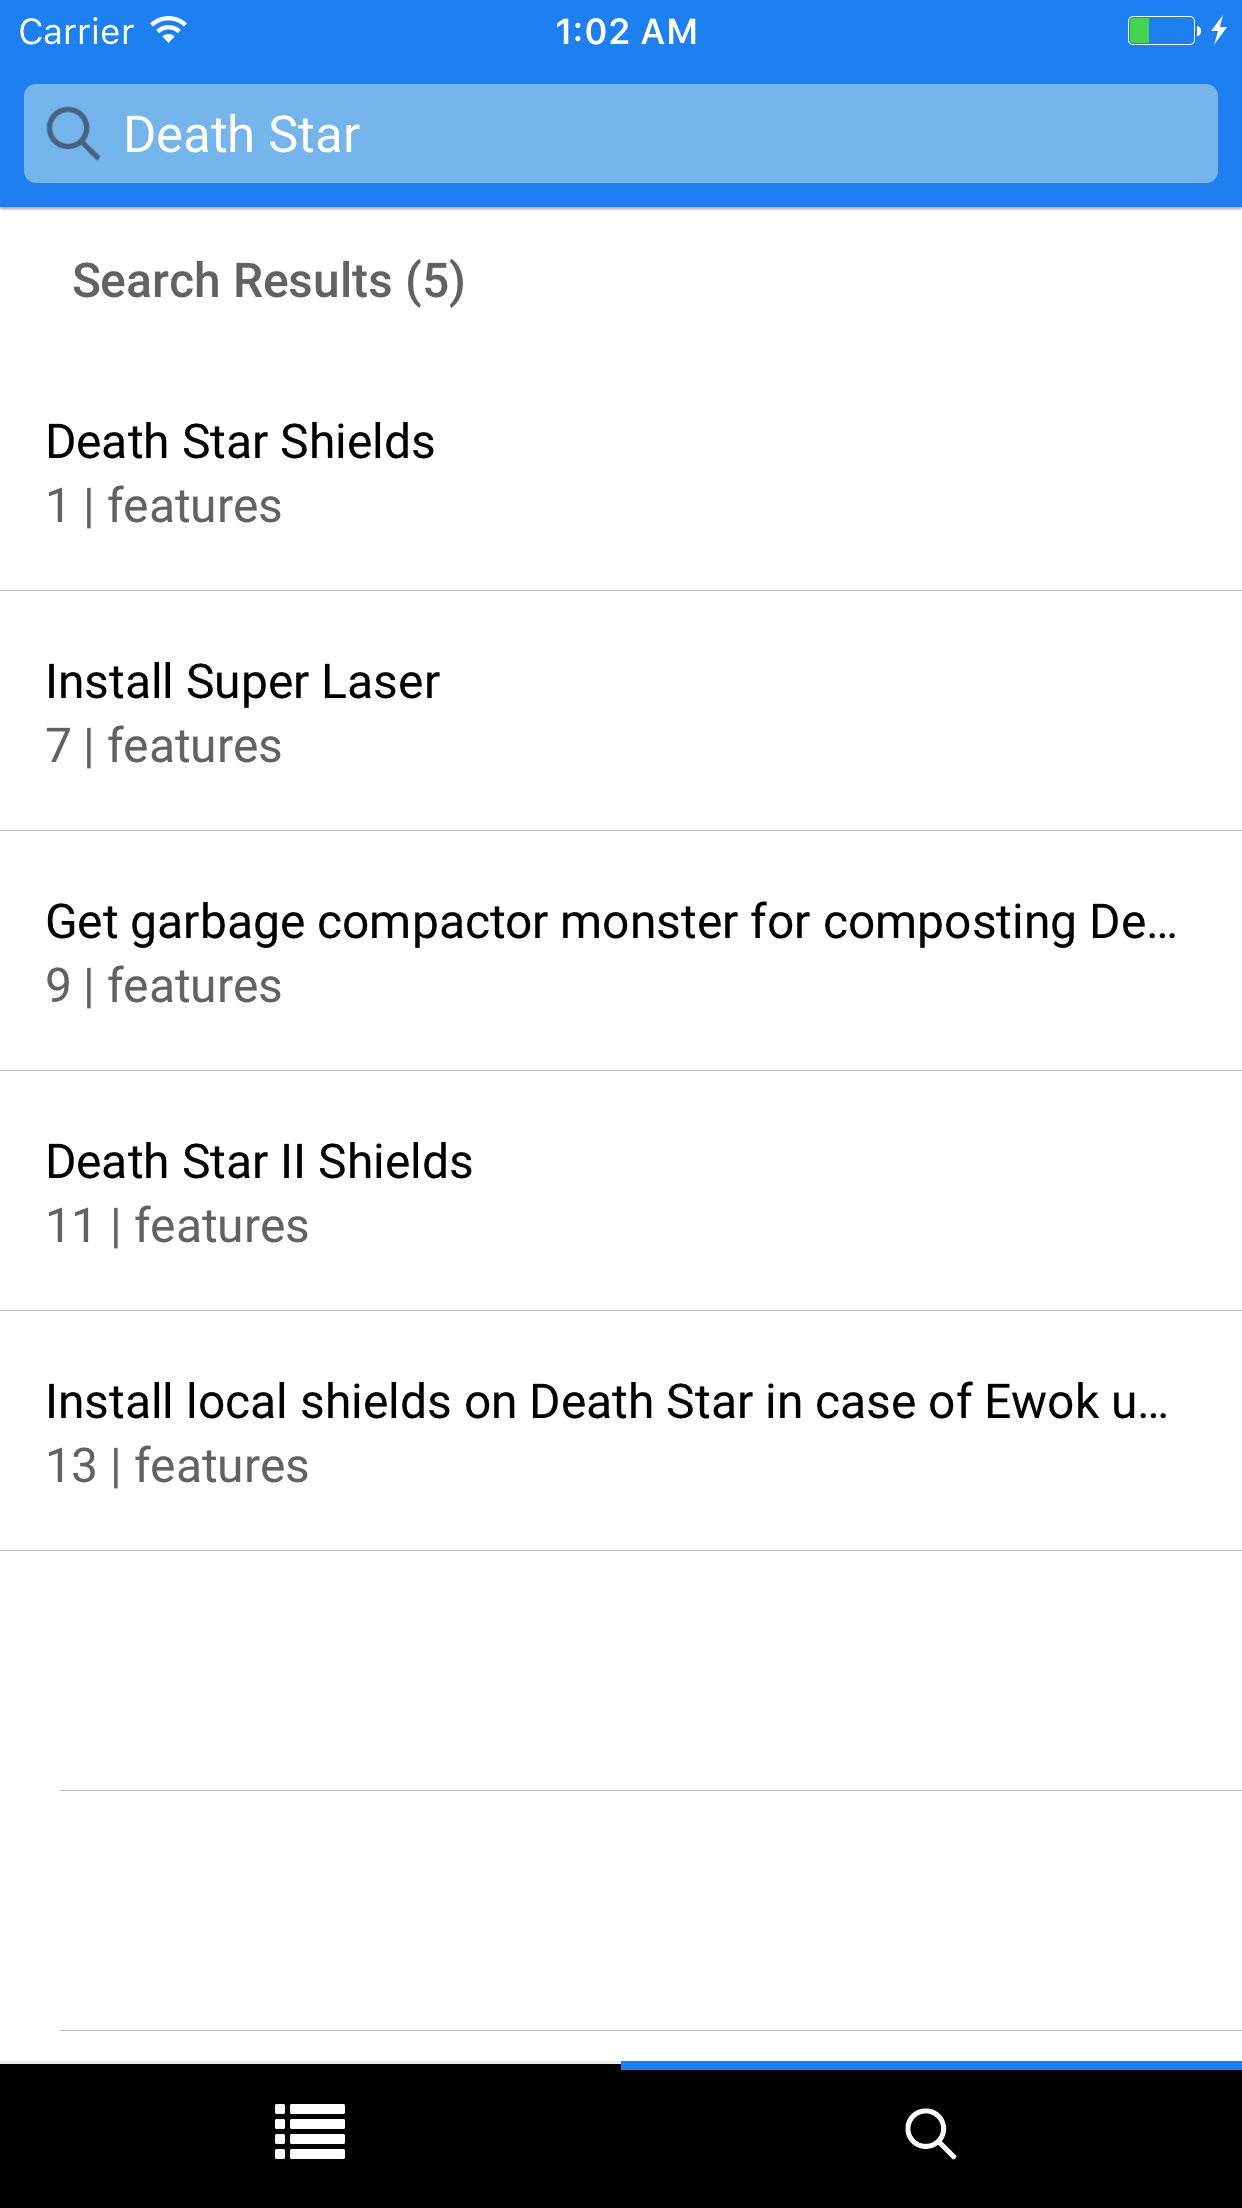 Carrier 1:02 AM
Death Star
Search Results (5)
Death Star Shields
1 | features
Install Super Laser
7 | features
Get garbage compactor monster for composting De...
9 | features
Death Star II Shields
11 | features
Install local shields on Death Star in case of Ewok u...
13 | features